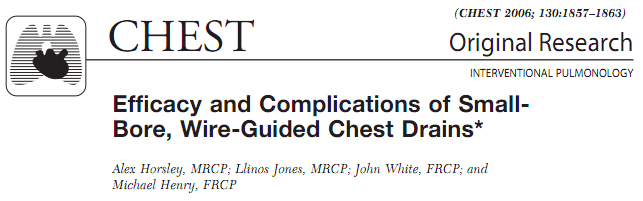 (CHEST 2006; 130:1857–1863)
CHEST
Original Research
INTERVENTIONAL PULMONOLOGY
Efficacy and Complications of Small-
Bore, Wire-Guided Chest Drains*
Alex Horsley, MRCP; Llinos Jones, MRCP; John White, FRCP; and
Michael Henry, FRCP